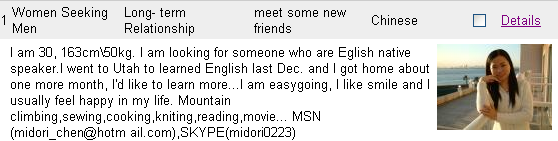 1 Women Seeking Men Long- term Relationship meet some new friends Chinese Details
I am 30, 163cm\50kg. I am looking for someone who are Eglish native
speaker.I went to Utah to learned English last Dec. and I got home about
one more month, I'd like to learn more...I am easygoing, I like smile and I
usually feel happy in my life. Mountain
climbing,sewing,cooking,kniting,reading,movie... MSN
(midori_chen@hotm ail.com),SKYPE(midori0223)